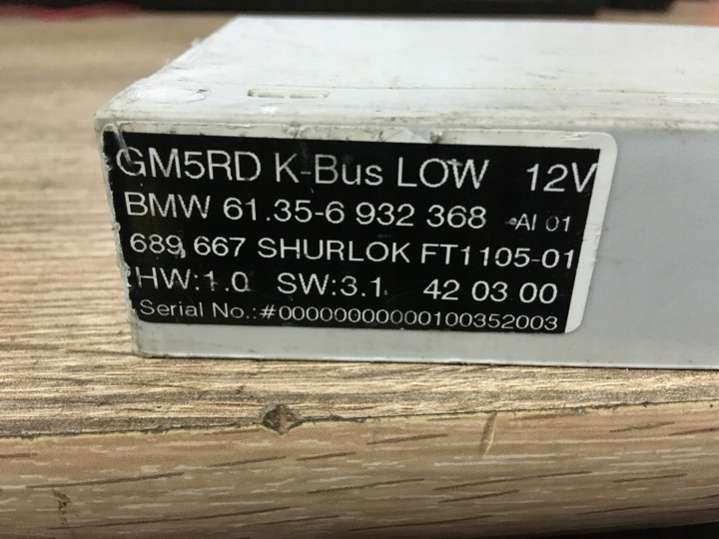 GM5RD K-Bus LOW 12V
BMW 61.35-6 932 368 -AI 01
689 667 SHURLOK FT1105-01
HW:1.0 SW:3.1 42 03 00
Serial No.:#00000000000100352003